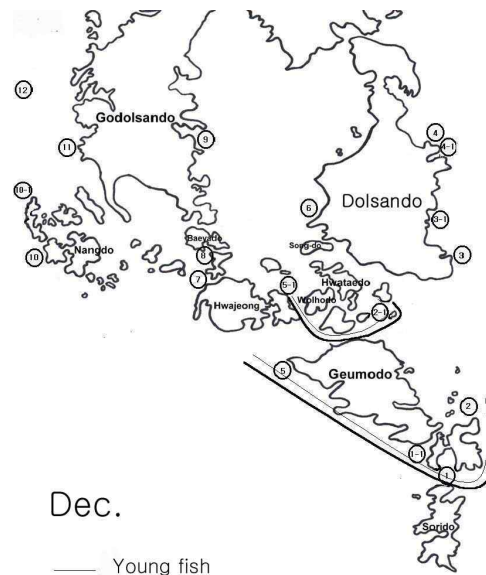 12
Godolsando
4
9
11
4-1
Dolsando
10-1
6
3-1
Baeyado
Song-do
Nangdo
8
3
10
7
5-1
Hwataedo
Wolhodo
Hwajeong
2-1
5
Geumodo
2
1-1
1
Dec.
Sorido
Young fish